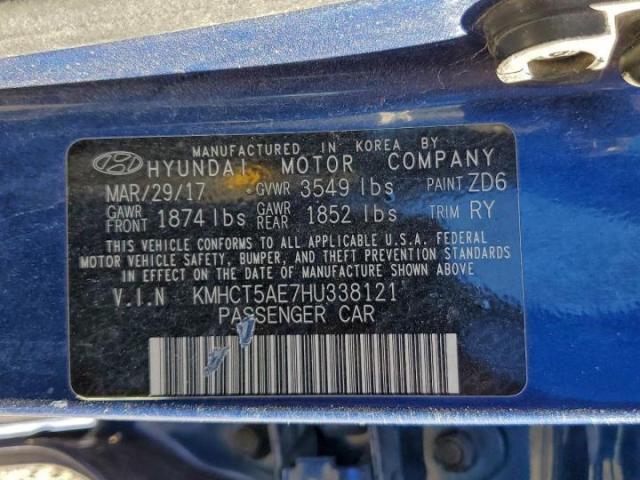 MANUFACTURED IN KOREA BY
HYUNDAI MOTOR COMPANY
MAR/29/17 GVWR 3549 lbs PAINT ZD6
GAWR FRONT 1874 lbs GAWR REAR 1852 lbs TRIM RY
THIS VEHICLE CONFORMS TO ALL APPLICABLE U.S.A. FEDERAL
MOTOR VEHICLE SAFETY, BUMPER, AND THEFT PREVENTION STANDARDS
IN EFFECT ON THE DATE OF MANUFACTURE SHOWN ABOVE.
V.I.N KMHCT5AE7HU338121
PASSENGER CAR